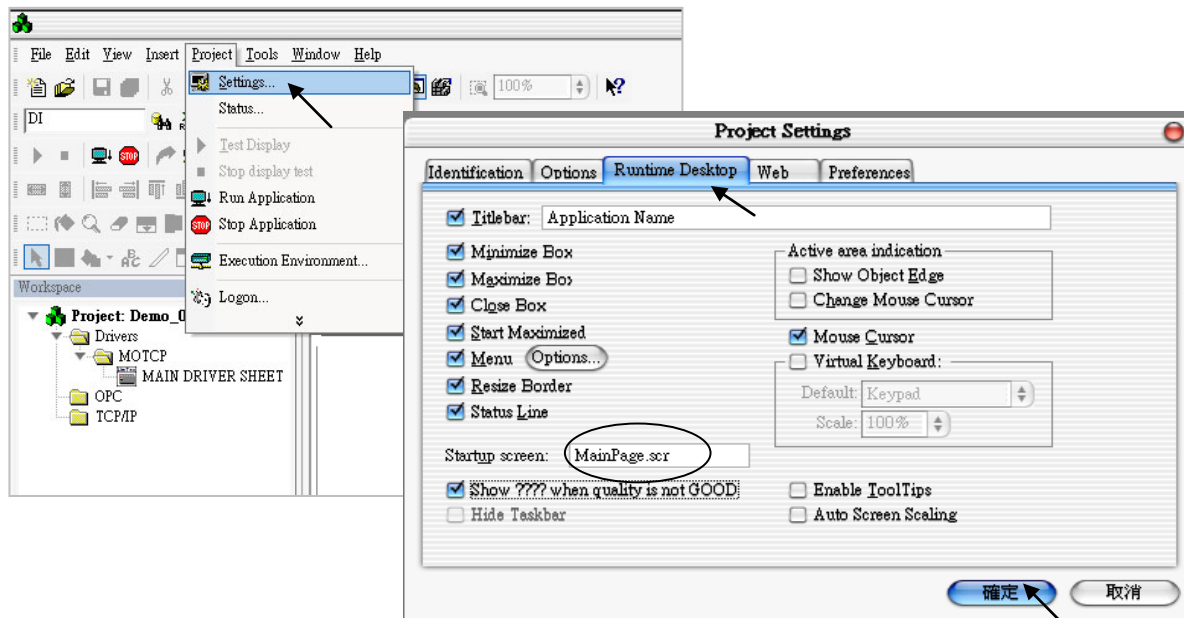 File Edit View Insert Project Tools Window Help
100%
DI
Settings...
Status...
Test Display
Stop display test
Run Application
STOP
STOP Stop Application
Execution Environment...
Logon...
Workspace
Project: Demo_0
Drivers
MOTCP
MAIN DRIVER SHEET
OPC
TCP/IP
Project Settings
Identification Options Runtime Desktop Web Preferences
Titlebar: Application Name
Minimize Box
Maximize Box
Close Box
Start Maximized
Menu Options...
Resize Border
Status Line
Startup screen: MainPage.scr
Show ???? when quality is not GOOD
Hide Taskbar
Active area indication
Show Object Edge
Change Mouse Cursor
Mouse Cursor
Virtual Keyboard:
Default: Keypad
Scale: 100%
Enable ToolTips
Auto Screen Scaling
確定 取消